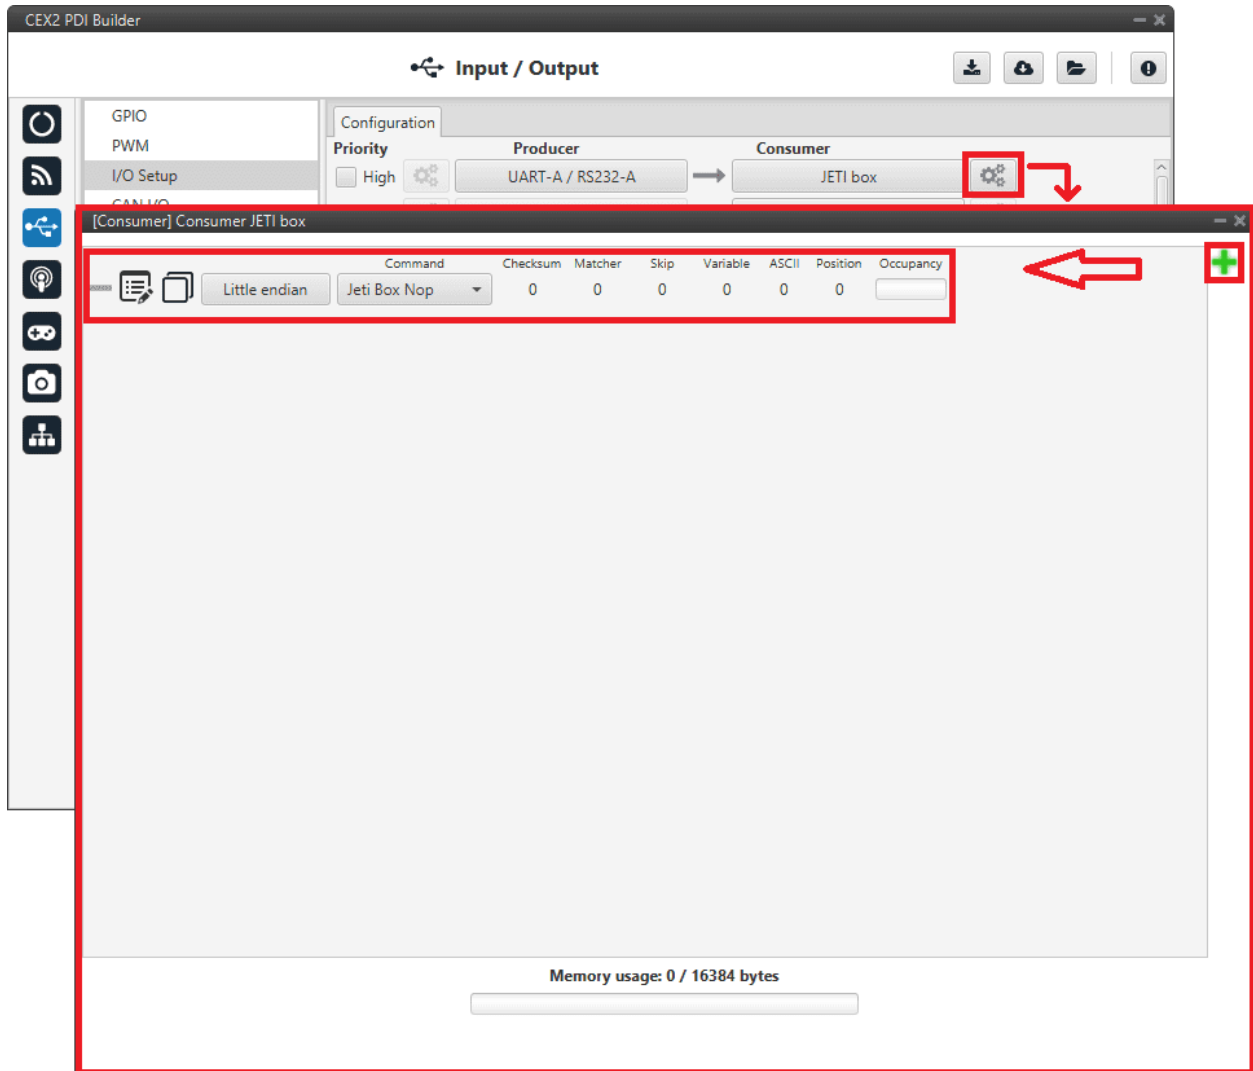 CEX2 PDI Builder
Input / Output
GPIO
PWM
I/O Setup
CAN I/O
Configuration
Priority Producer Consumer
High UART-A / RS232-A JETI box
[Consumer] Consumer JETI box
Command Checksum Matcher Skip Variable ASCII Position Occupancy
Little endian Jeti Box Nop 0 0 0 0 0 0
Memory usage: 0 / 16384 bytes